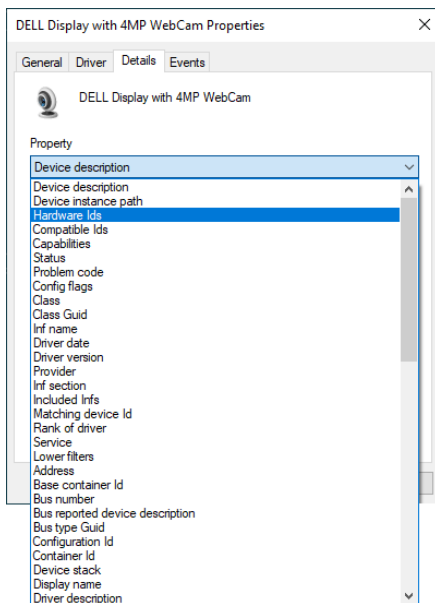 DELL Display with 4MP WebCam Properties
General Driver Details Events
DELL Display with 4MP WebCam
Property
Device description
Device description
Device instance path
Hardware Ids
Compatible Ids
Capabilities
Status
Problem code
Config flags
Class
Class Guid
Inf name
Driver date
Driver version
Provider
Inf section
Included Infs
Matching device Id
Rank of driver
Service
Lower filters
Address
Base container Id
Bus number
Bus reported device description
Bus type Guid
Configuration Id
Container Id
Device stack
Display name
Driver description